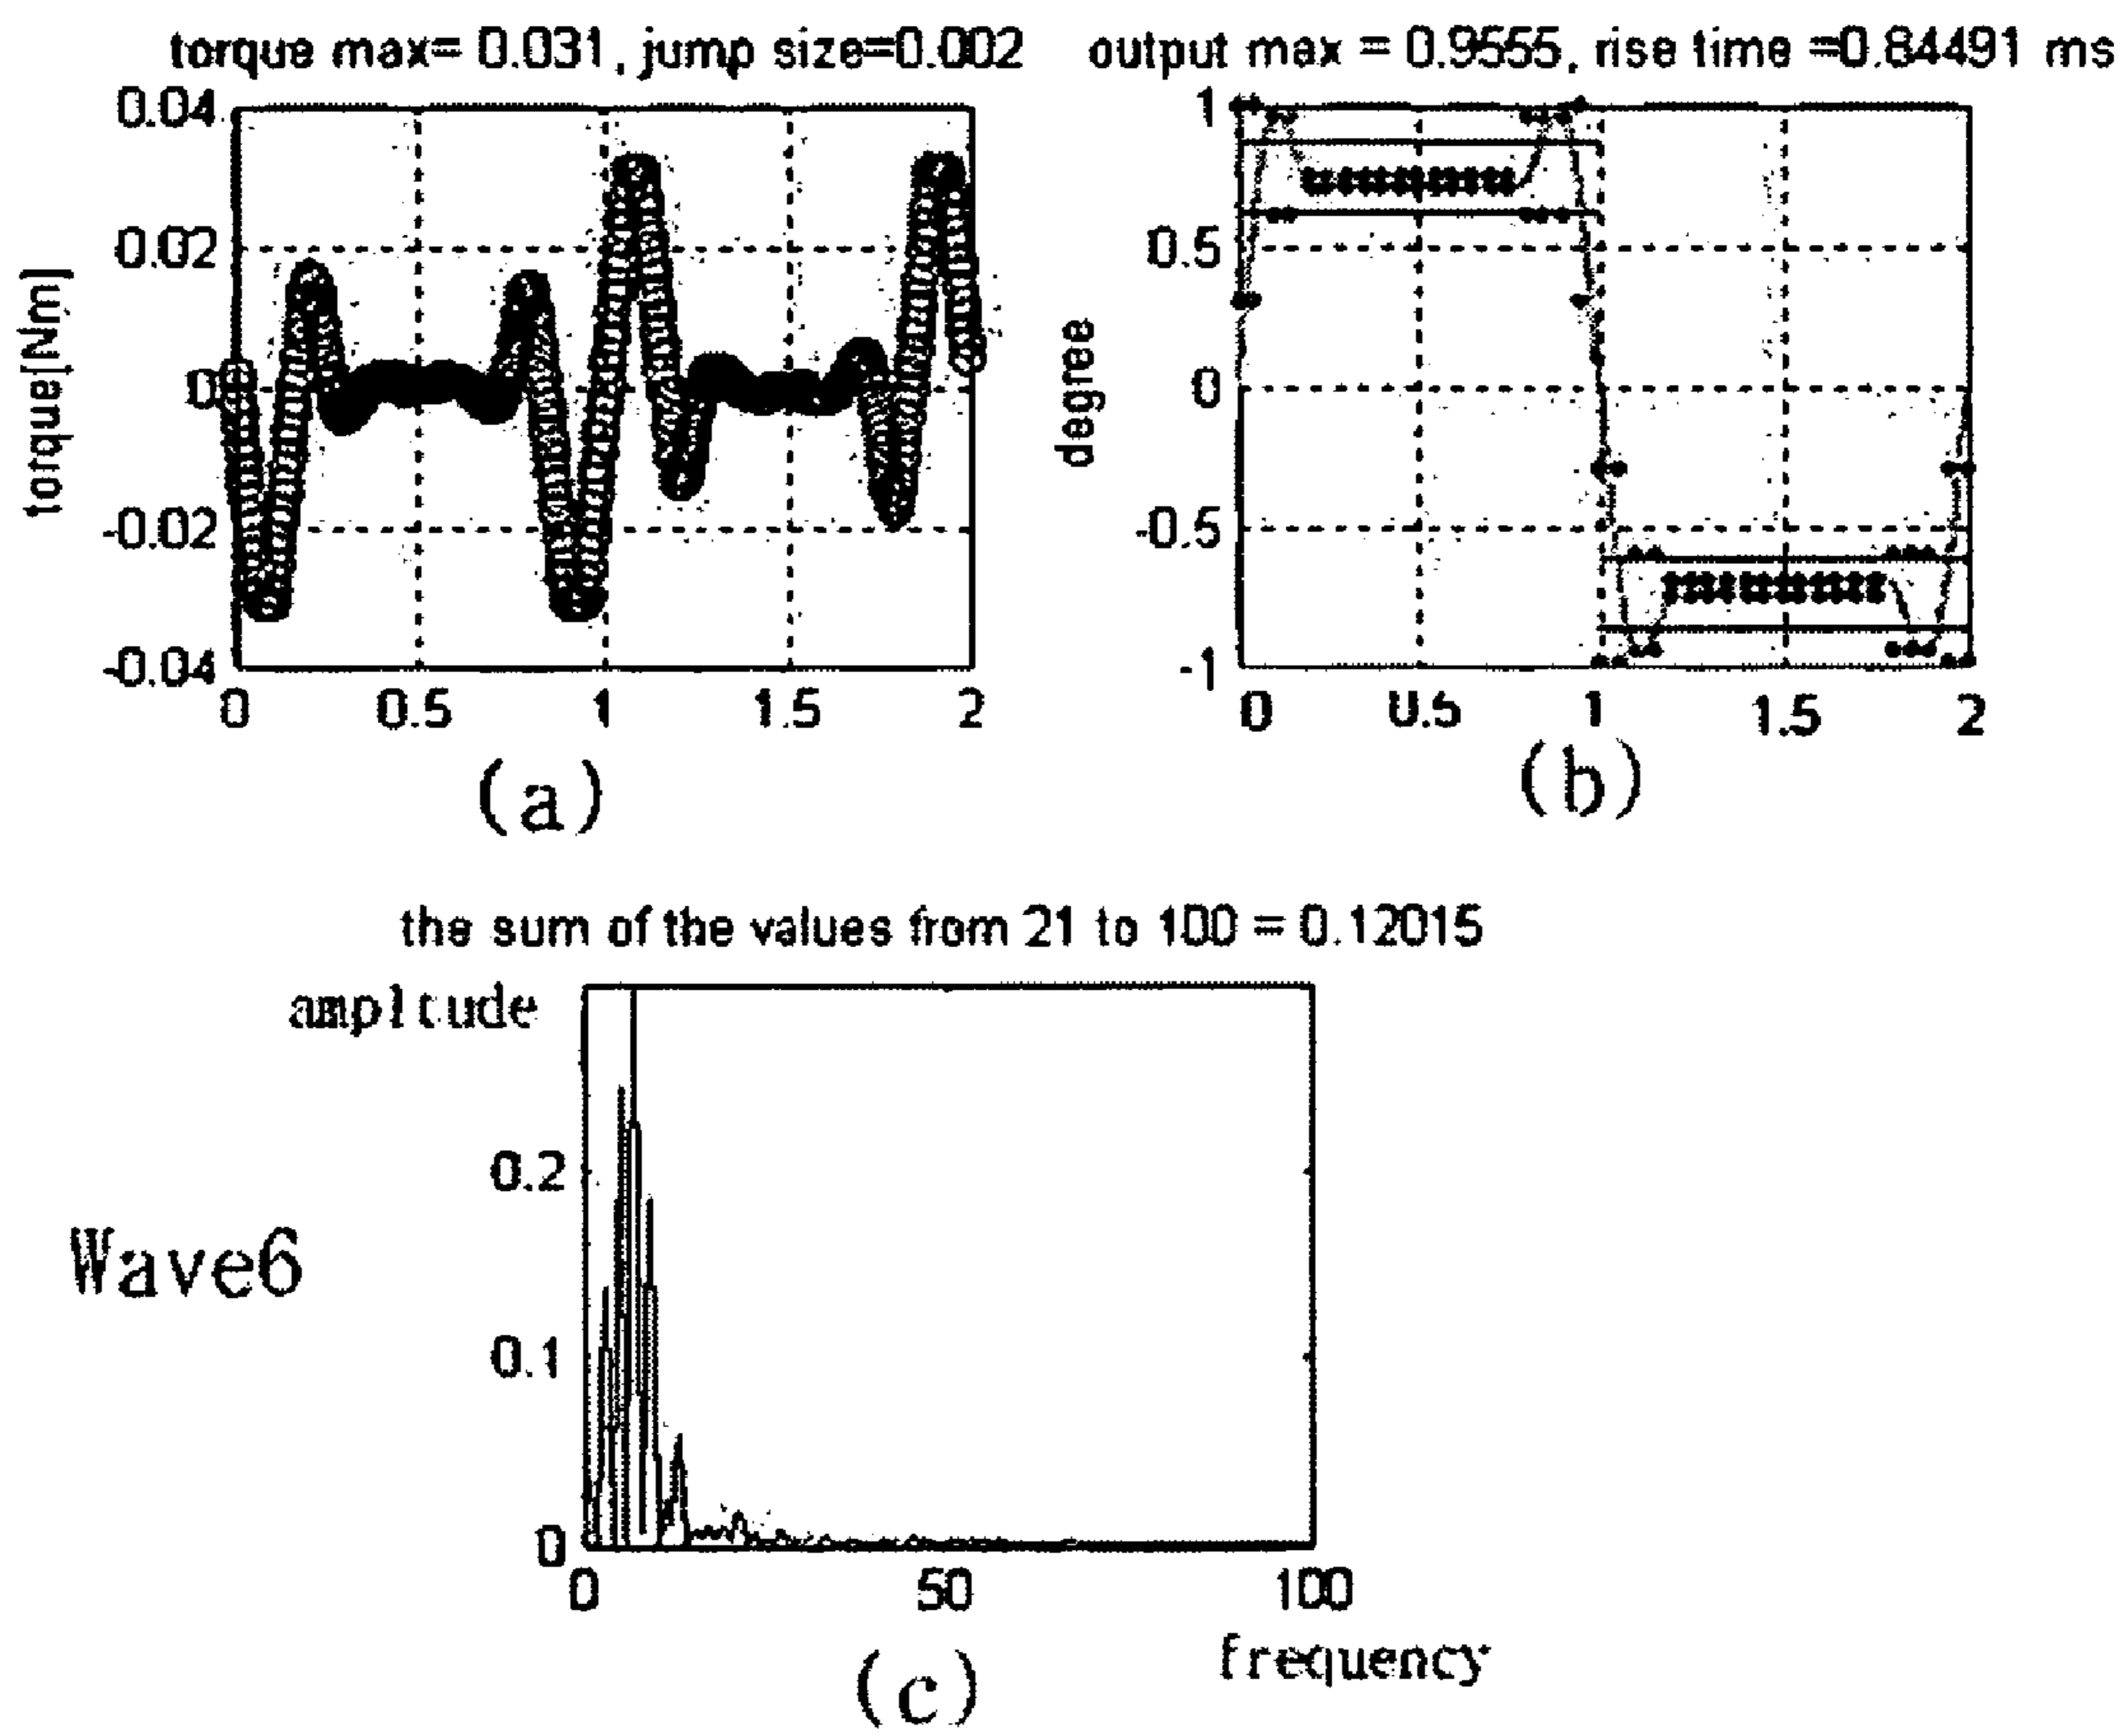 torque max= 0.031, jump size=0.002
output max = 0.9555, rise time =0.84491 ms
0.04
0.02
0
-0.02
-0.04
torque[Nm]
0 0.5 1 1.5 2
(a)
1
0.5
0
-0.5
-1
degree
0 0.5 1 1.5 2
(b)
the sum of the values from 21 to 100 = 0.12015
amplitude
0.2
0.1
0
Wave6
0 50 100
frequency
(c)